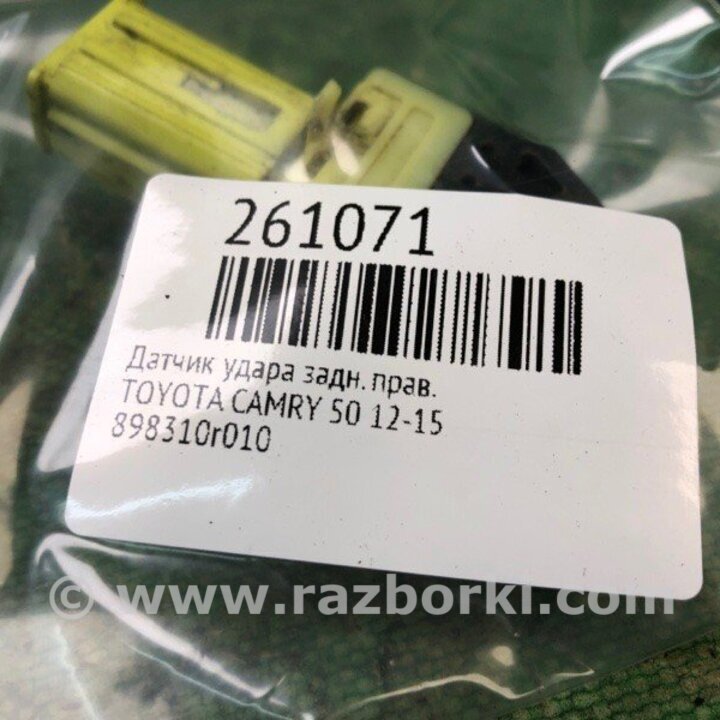 261071
Датчик удара задн. прав.
TOYOTA CAMRY 50 12-15
898310r010
© www.razborki.com